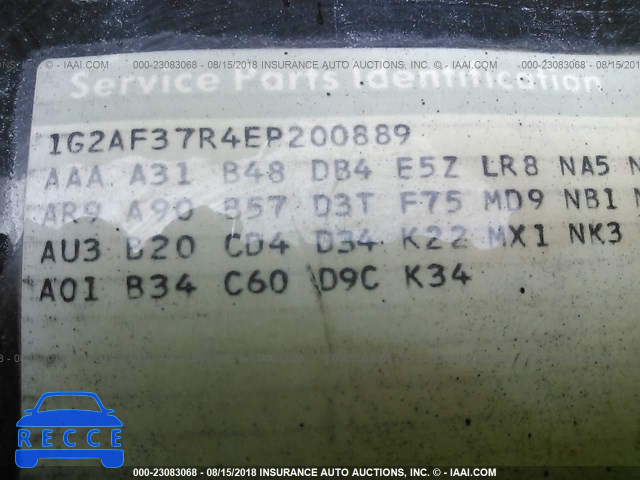 000-23083068 - 08/15/2018 INSURANCE AUTO AUCTIONS, INC. © - IAAI.COM
Service Parts Identification
1G2AF37R4EP200889
AAA A31 B48 DB4 E5Z LR8 NA5 N
AR9 A90 B57 D3T F75 MD9 NB1
AU3 B20 CD4 D34 K22 MX1 NK3
A01 B34 C60 D9C K34
RECCE
000-23083068 - 08/15/2018 INSURANCE AUTO AUCTIONS, INC. © - IAAI.COM